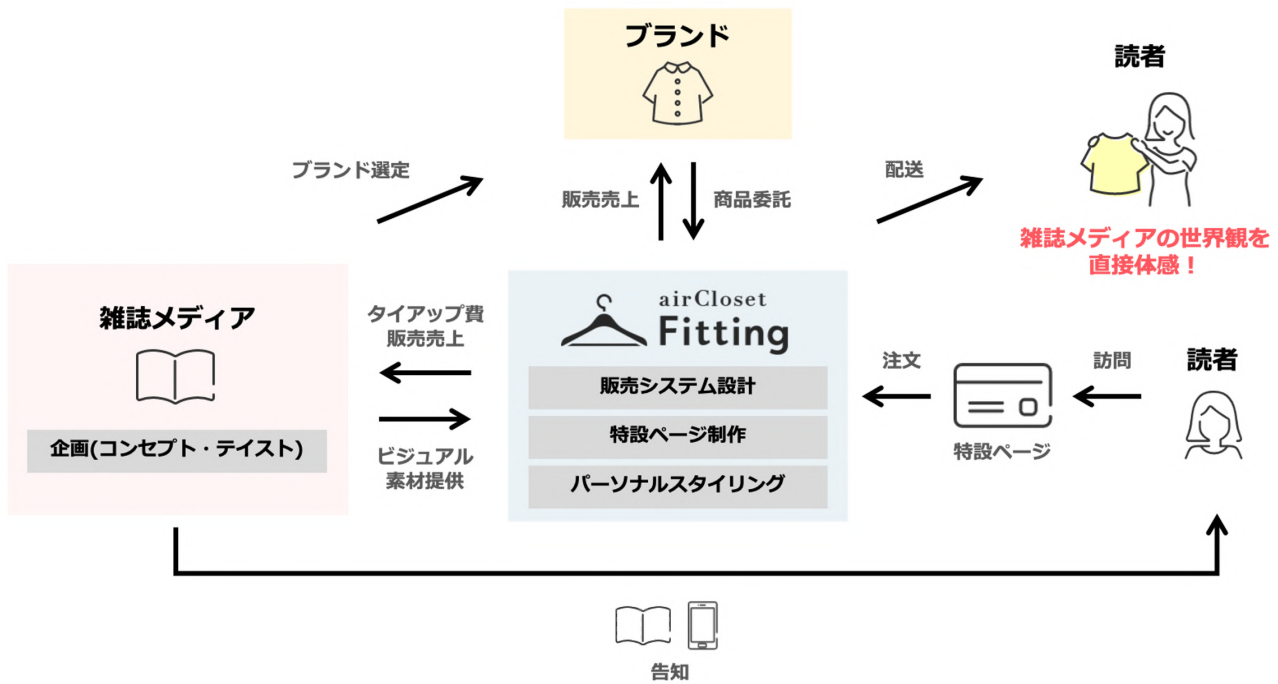 ブランド
読者
ブランド選定
販売売上
商品委託
配送
雑誌メディアの世界観を
直接体感！
雑誌メディア
企画(コンセプト・テイスト)
タイアップ費
販売売上
ビジュアル
素材提供
airCloset
Fitting
販売システム設計
特設ページ制作
パーソナルスタイリング
注文
特設ページ
訪問
読者
告知